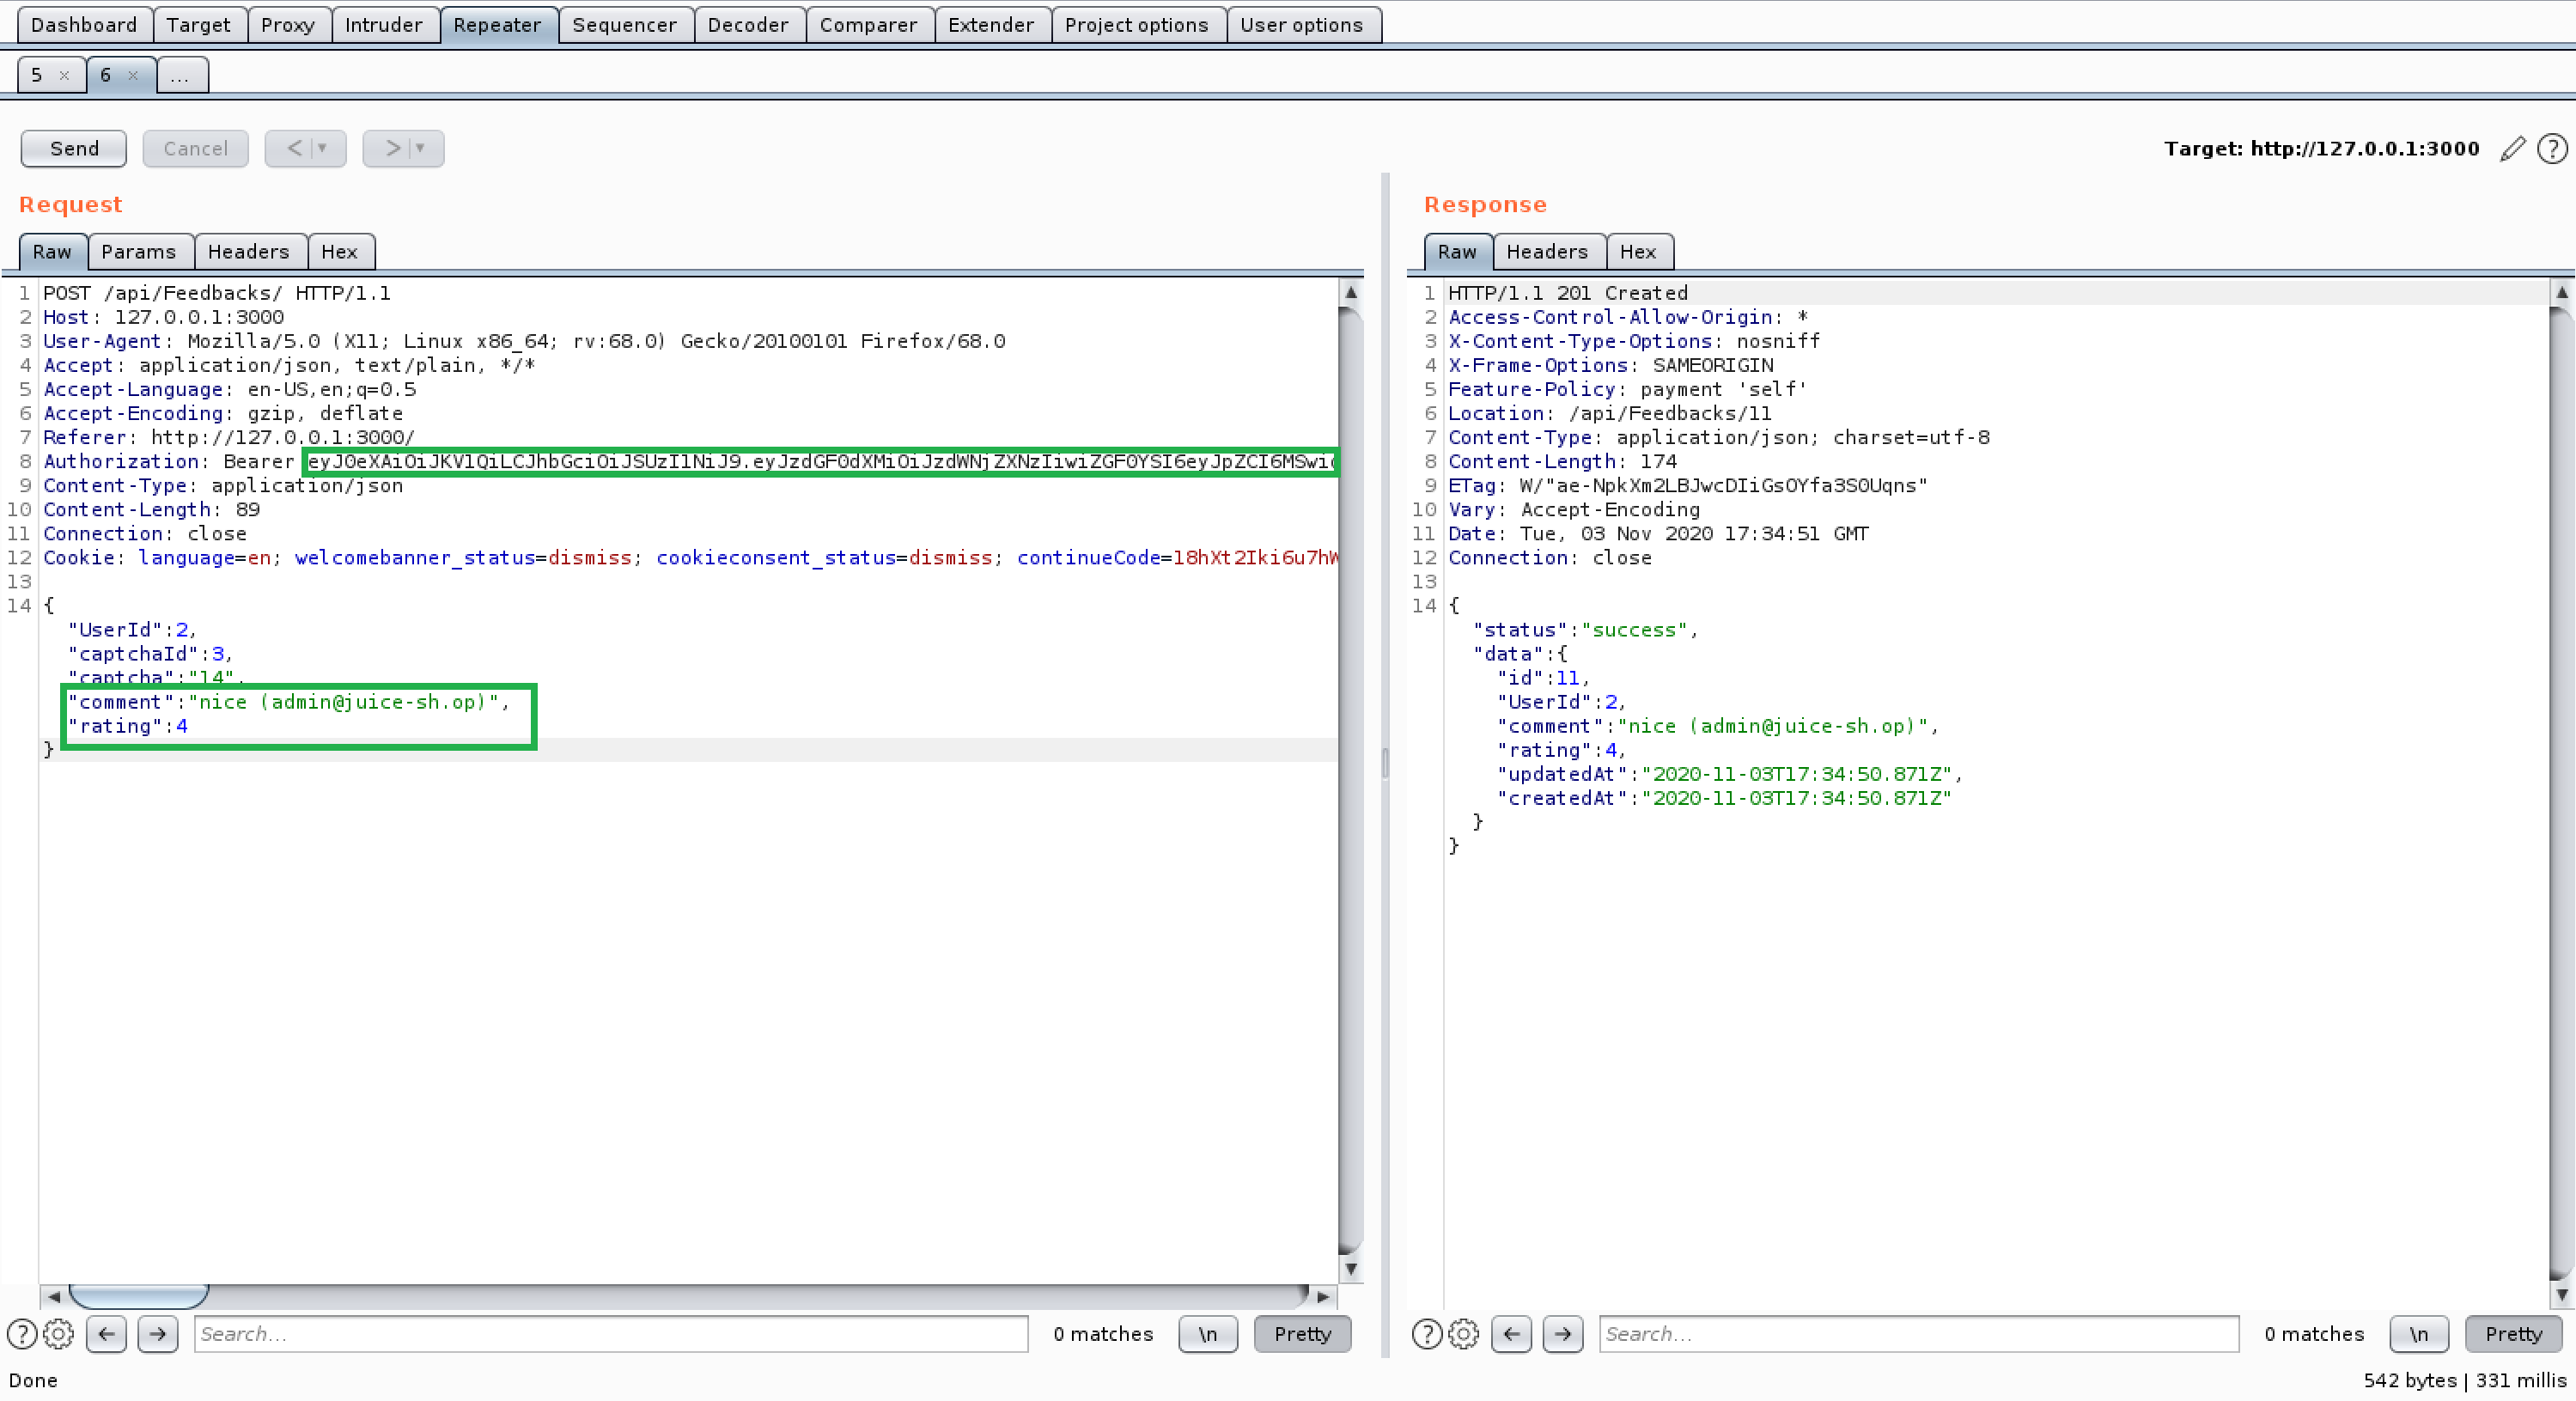 Dashboard Target Proxy Intruder Repeater Sequencer Decoder Comparer Extender Project options User options
5 × 6 × ...
Send Cancel < > Target: http://127.0.0.1:3000 ?
Request
Raw Params Headers Hex
1 POST /api/Feedbacks/ HTTP/1.1
2 Host: 127.0.0.1:3000
3 User-Agent: Mozilla/5.0 (X11; Linux x86_64; rv:68.0) Gecko/20100101 Firefox/68.0
4 Accept: application/json, text/plain, */*
5 Accept-Language: en-US,en;q=0.5
6 Accept-Encoding: gzip, deflate
7 Referer: http://127.0.0.1:3000/
8 Authorization: Bearer eyJ0eXAiOiJKV1QiLCJhbGciOiJSUzI1NiJ9.eyJzdGF0dXMiOiJzdWNjZXNzIiwiZGF0YSI6eyJpZCI6MSwi
9 Content-Type: application/json
10 Content-Length: 89
11 Connection: close
12 Cookie: language=en; welcomebanner_status=dismiss; cookieconsent_status=dismiss; continueCode=18hXt2Iki6u7hW
13
14 {
"UserId":2,
"captchaId":3,
"captcha":"14",
"comment":"nice (admin@juice-sh.op)",
"rating":4
}
? Search... 0 matches \n Pretty
Response
Raw Headers Hex
1 HTTP/1.1 201 Created
2 Access-Control-Allow-Origin: *
3 X-Content-Type-Options: nosniff
4 X-Frame-Options: SAMEORIGIN
5 Feature-Policy: payment 'self'
6 Location: /api/Feedbacks/11
7 Content-Type: application/json; charset=utf-8
8 Content-Length: 174
9 ETag: W/"ae-NpkXm2LBJwcDIiGsOYfa3S0Uqns"
10 Vary: Accept-Encoding
11 Date: Tue, 03 Nov 2020 17:34:51 GMT
12 Connection: close
13
14 {
"status":"success",
"data":{
"id":11,
"UserId":2,
"comment":"nice (admin@juice-sh.op)",
"rating":4,
"updatedAt":"2020-11-03T17:34:50.871Z",
"createdAt":"2020-11-03T17:34:50.871Z"
}
}
? Search... 0 matches \n Pretty
Done 542 bytes | 331 millis